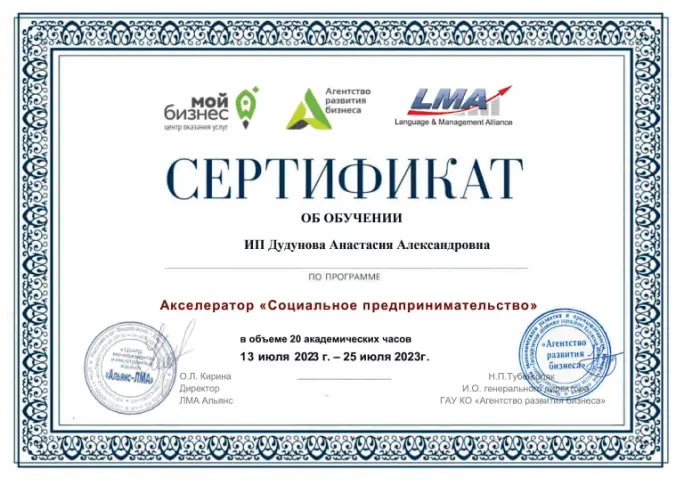 мой
бизнес
центр оказания услуг
Агентство
развития
бизнеса
LMA
Language & Management Alliance
СЕРТИФИКАТ
ОБ ОБУЧЕНИИ
ИП Дудунова Анастасия Александровна
ПО ПРОГРАММЕ
Акселератор «Социальное предпринимательство»
в объеме 20 академических часов
13 июля 2023 г. – 25 июля 2023г.
«Альянс-ЛМА»
«Агентство
развития
бизнеса»
О.Л. Кирина
Директор
ЛМА Альянс
Н.П.
И.О. генерального директора
ГАУ КО «Агентство развития бизнеса»